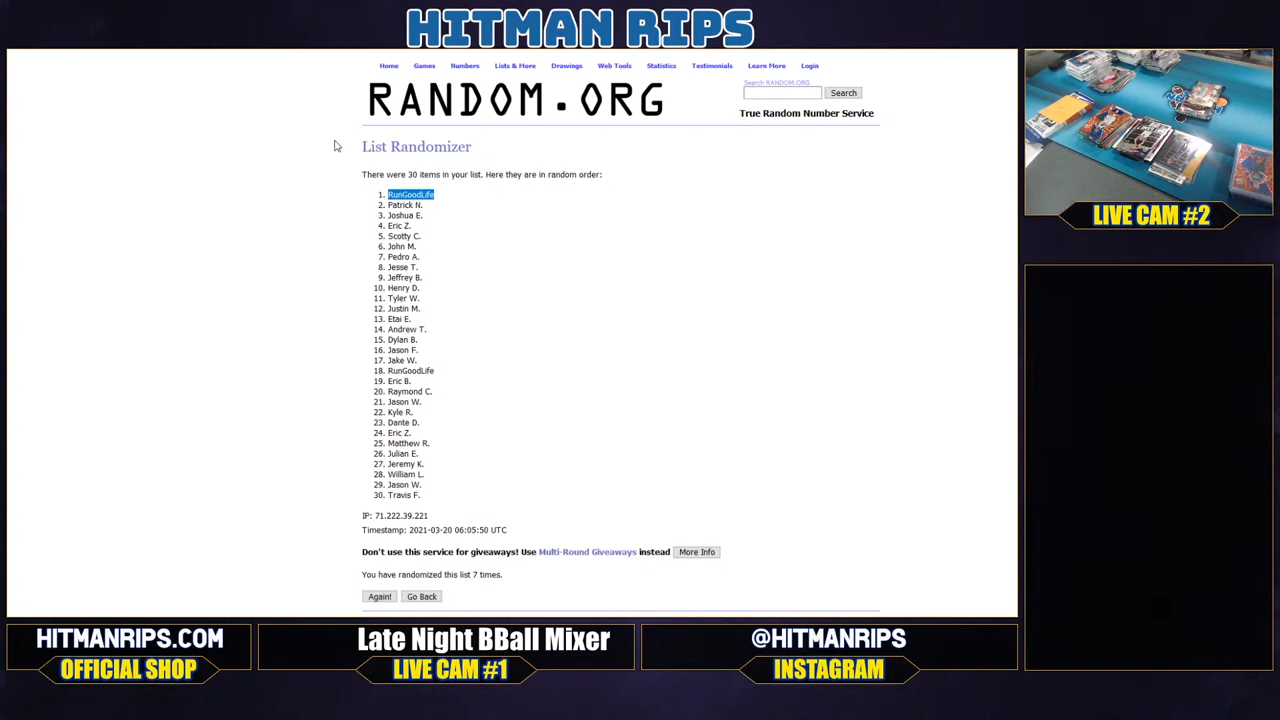 HITMAN RIPS
Home Games Numbers Lists & More Drawings Web Tools Statistics Testimonials Learn More Login
RANDOM.ORG
Search RANDOM.ORG
Search
True Random Number Service
List Randomizer
There were 30 items in your list. Here they are in random order:
1. RunGoodLife
2. Patrick N.
3. Joshua E.
4. Eric Z.
5. Scotty C.
6. John M.
7. Pedro A.
8. Jesse T.
9. Jeffrey B.
10. Henry D.
11. Tyler W.
12. Justin M.
13. Etai E.
14. Andrew T.
15. Dylan B.
16. Jason F.
17. Jake W.
18. RunGoodLife
19. Eric B.
20. Raymond C.
21. Jason W.
22. Kyle R.
23. Dante D.
24. Eric Z.
25. Matthew R.
26. Julian E.
27. Jeremy K.
28. William L.
29. Jason W.
30. Travis F.
IP: 71.222.39.221
Timestamp: 2021-03-20 06:05:50 UTC
Don't use this service for giveaways! Use Multi-Round Giveaways instead More Info
You have randomized this list 7 times.
Again! Go Back
LIVE CAM #2
HITMANRIPS.COM
OFFICIAL SHOP
Late Night BBall Mixer
LIVE CAM #1
@HITMANRIPS
INSTAGRAM